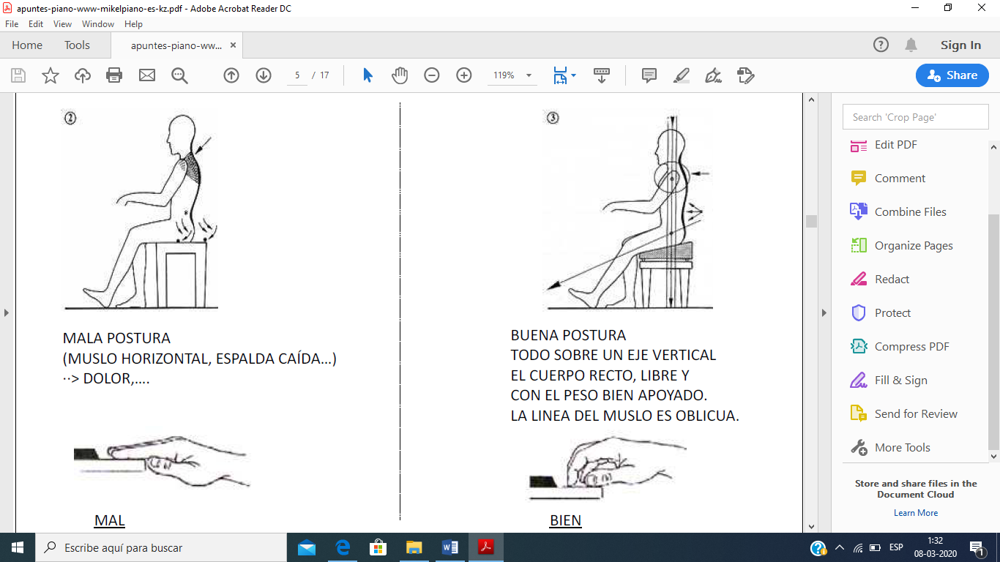 apuntes-piano-www-mikelpiano-es-kz.pdf - Adobe Acrobat Reader DC
File Edit View Window Help
Home Tools apuntes-piano-ww... × Sign In
5 / 17 119% Share
② ③
MALA POSTURA
(MUSLO HORIZONTAL, ESPALDA CAÍDA...)
··> DOLOR,....
BUENA POSTURA
TODO SOBRE UN EJE VERTICAL
EL CUERPO RECTO, LIBRE Y
CON EL PESO BIEN APOYADO.
LA LINEA DEL MUSLO ES OBLICUA.
MAL
BIEN
Search 'Crop Page'
Edit PDF
Comment
Combine Files
Organize Pages
Redact
Protect
Compress PDF
Fill & Sign
Send for Review
More Tools
Store and share files in the
Document Cloud
Learn More
Escribe aquí para buscar
ESP
1:32
08-03-2020
1